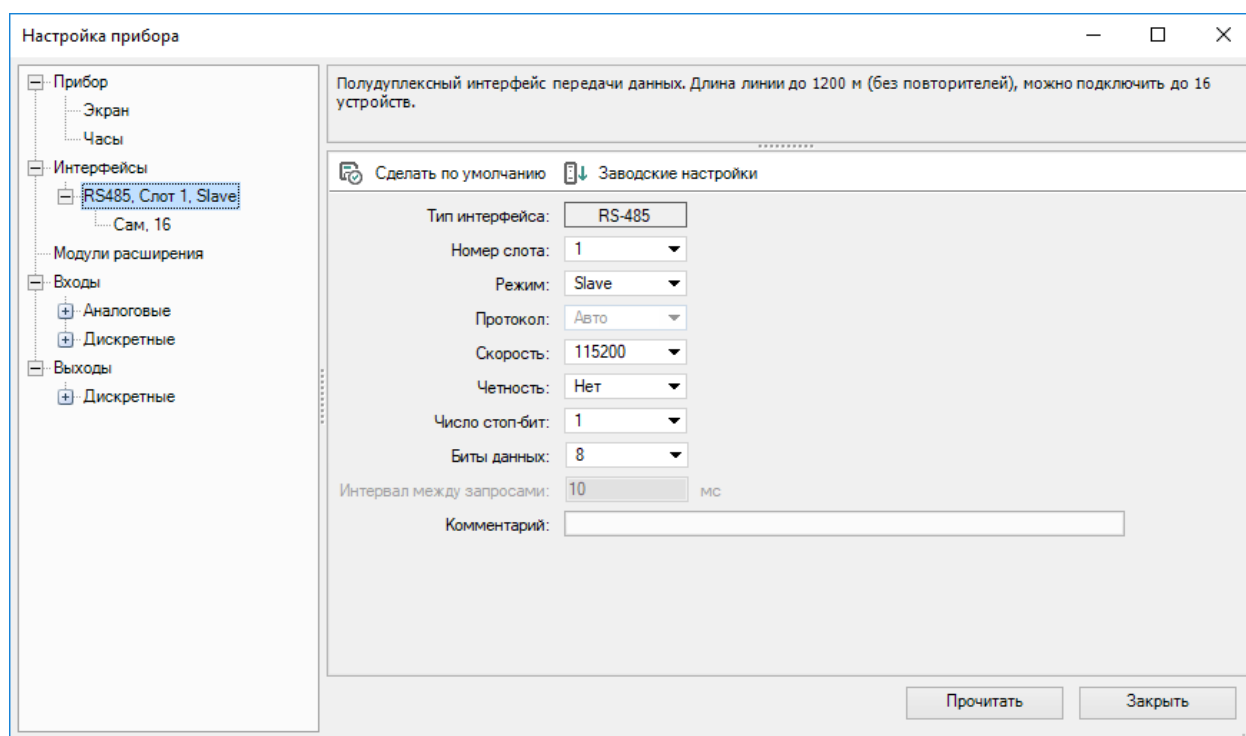 Настройка прибора
Прибор
Экран
Часы
Интерфейсы
RS485, Слот 1, Slave
Сам, 16
Модули расширения
Входы
Аналоговые
Дискретные
Выходы
Дискретные
Полудуплексный интерфейс передачи данных. Длина линии до 1200 м (без повторителей), можно подключить до 16
устройств.
Сделать по умолчанию Заводские настройки
Тип интерфейса: RS-485
Номер слота: 1
Режим: Slave
Протокол: Авто
Скорость: 115200
Четность: Нет
Число стоп-бит: 1
Биты данных: 8
Интервал между запросами: 10 мс
Комментарий:
Прочитать Закрыть